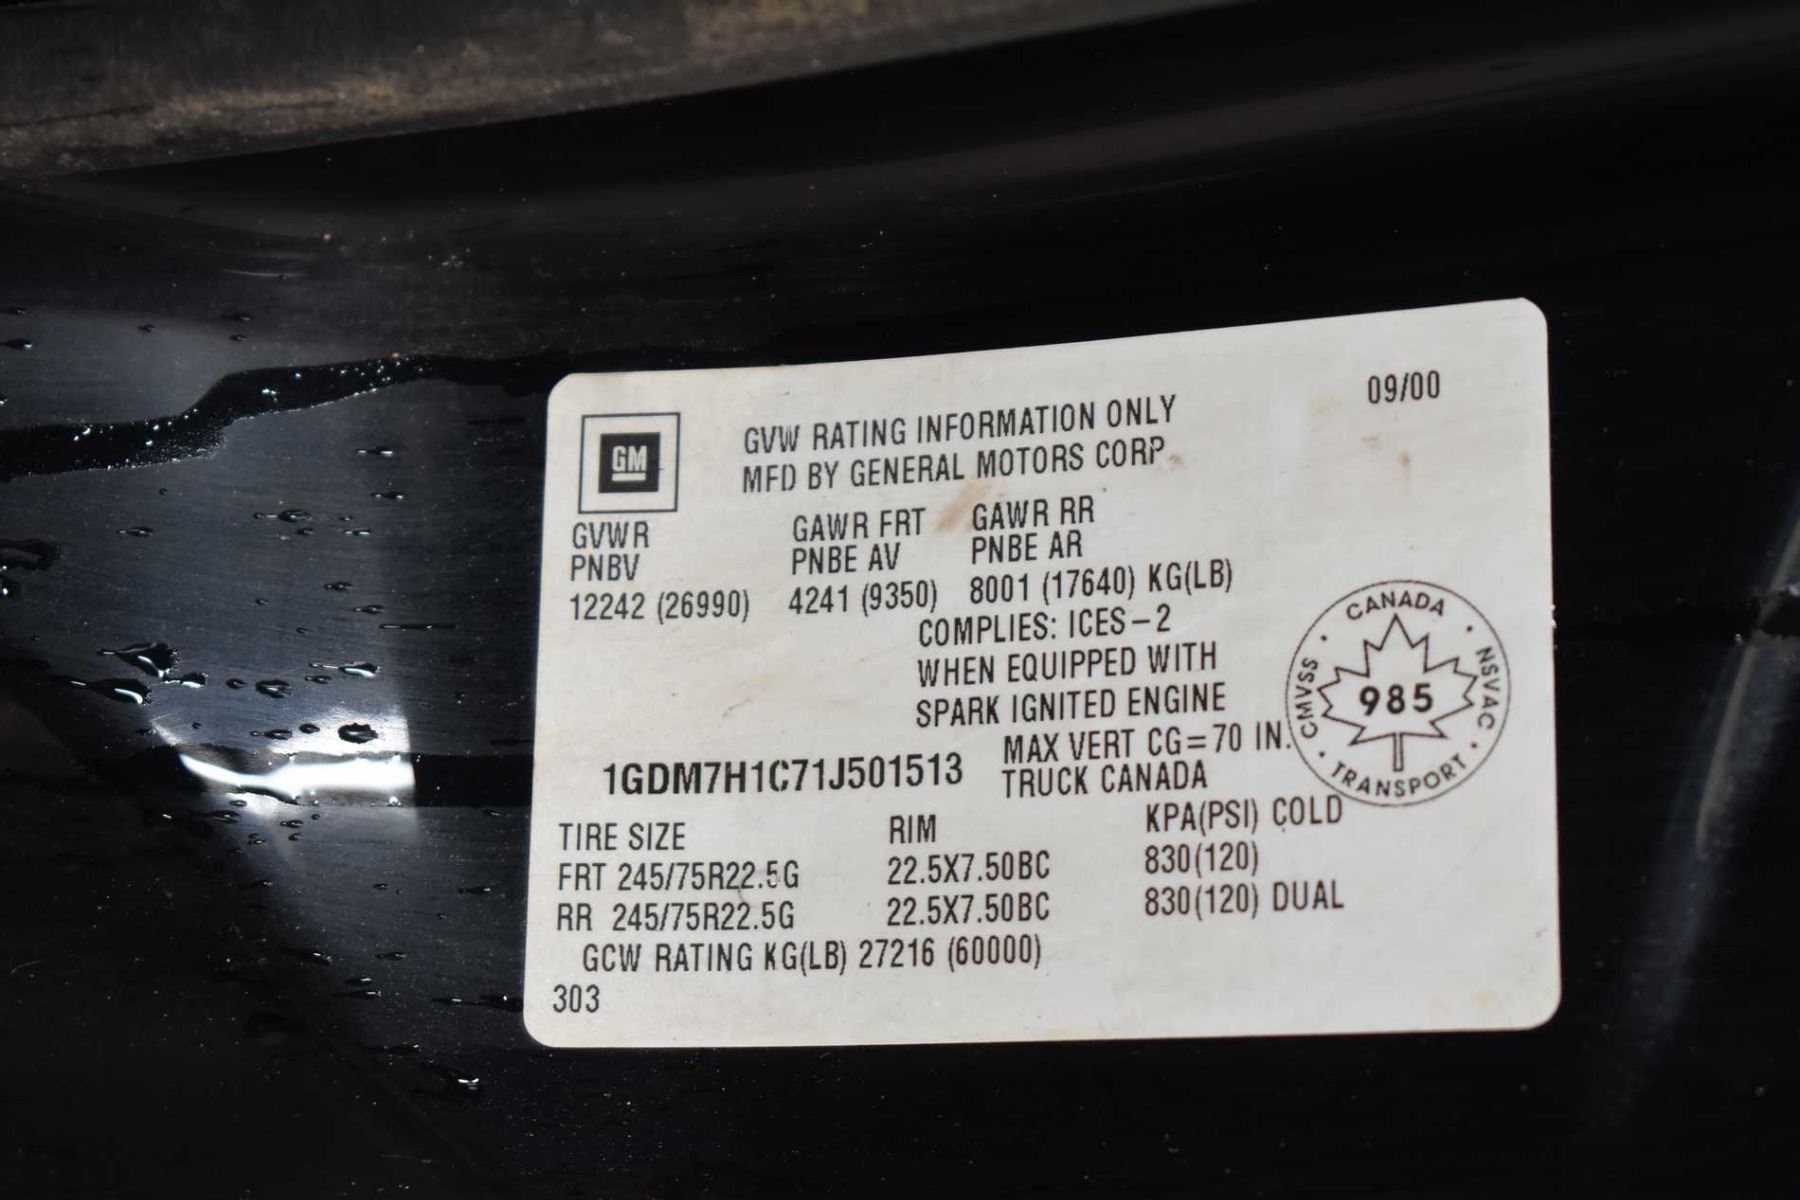 09/00
GM
GVW RATING INFORMATION ONLY
MFD BY GENERAL MOTORS CORP
GVWR GAWR FRT GAWR RR
PNBV PNBE AV PNBE AR
12242 (26990) 4241 (9350) 8001 (17640) KG(LB)
COMPLIES: ICES-2
WHEN EQUIPPED WITH
SPARK IGNITED ENGINE
MAX VERT CG=70 IN.
1GDM7H1C71J501513 TRUCK CANADA
CANADA · NSVAC · TRANSPORT · CMVSS ·
985
TIRE SIZE RIM KPA(PSI) COLD
FRT 245/75R22.5G 22.5X7.50BC 830(120)
RR 245/75R22.5G 22.5X7.50BC 830(120) DUAL
GCW RATING KG(LB) 27216 (60000)
303